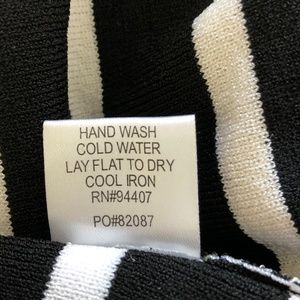 HAND WASH
COLD WATER
LAY FLAT TO DRY
COOL IRON
RN#94407
PO#82087